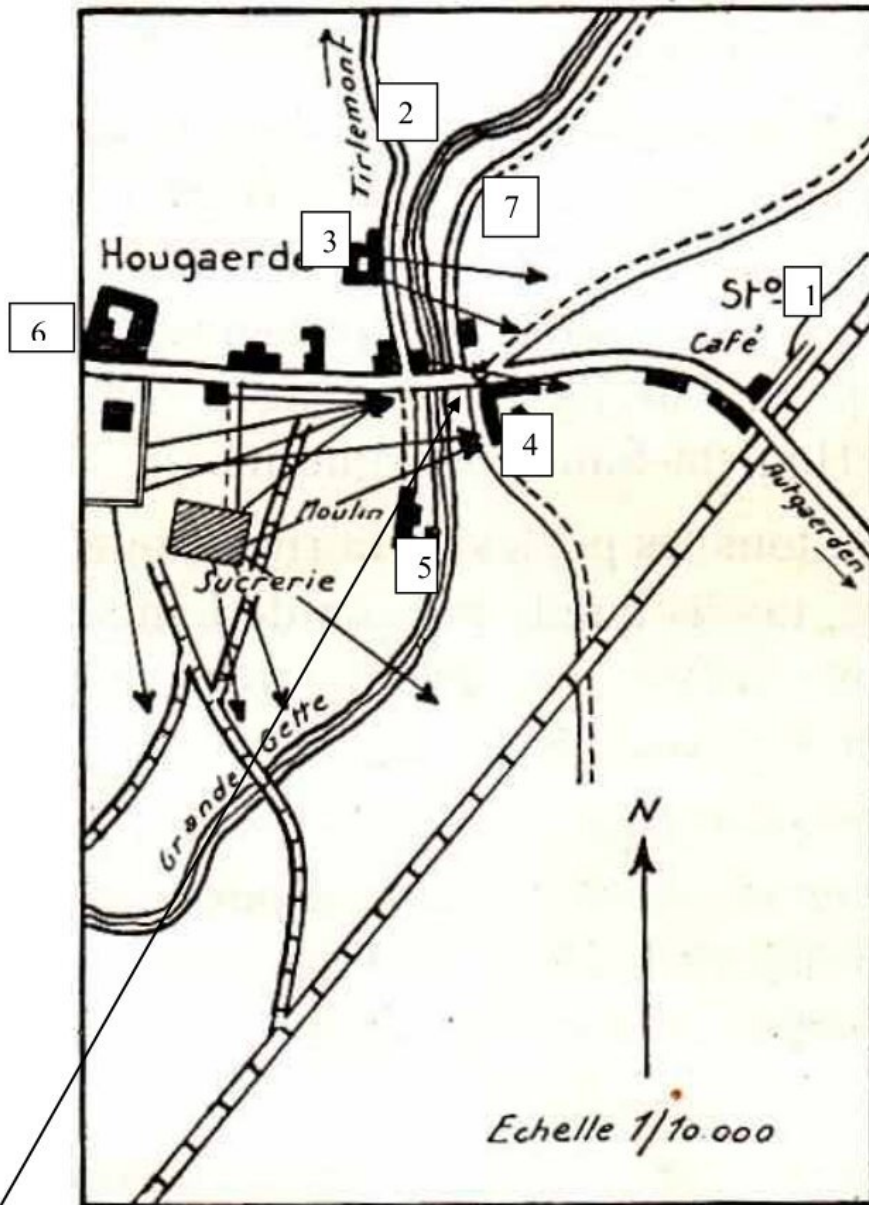 Tirlemont
2
7
3
Hougaerde
Sto
1
6
Café
4
Autgaerden
Moulin
5
Sucrerie
Grande Gette
N
Echelle 1/10.000